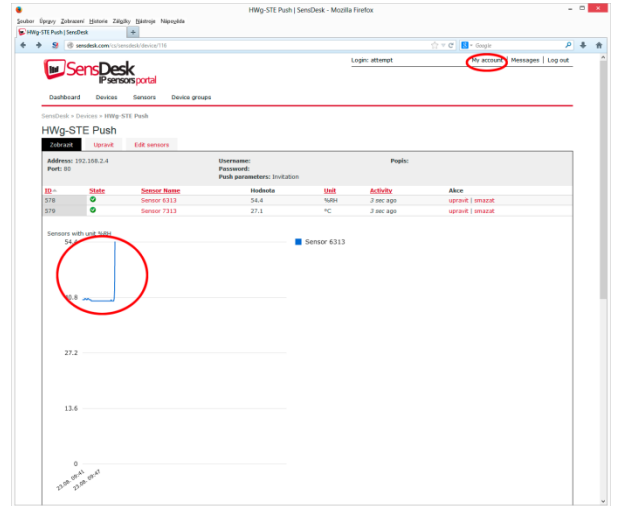 HWg-STE Push | SensDesk - Mozilla Firefox
Soubor Úpravy Zobrazení Historie Záložky Nástroje Nápověda
HWg-STE Push | SensDesk
sensdesk.com/cs/sensdesk/device/116
Google
Login: attempt
My account | Messages | Log out
SensDesk
IP sensors portal
Dashboard Devices Sensors Device groups
SensDesk » Devices » HWg-STE Push
HWg-STE Push
Zobrazit Upravit Edit sensors
Address: 192.168.2.4 Username: Popis:
Port: 80 Password:
Push parameters: Invitation
ID State Sensor Name Hodnota Unit Activity Akce
578 Sensor 6313 54.4 %RH 3 sec ago upravit | smazat
579 Sensor 7313 27.1 °C 3 sec ago upravit | smazat
Sensors with unit %RH
54.4
Sensor 6313
40.8
27.2
13.6
0
23.08. 08:41
23.08. 09:47